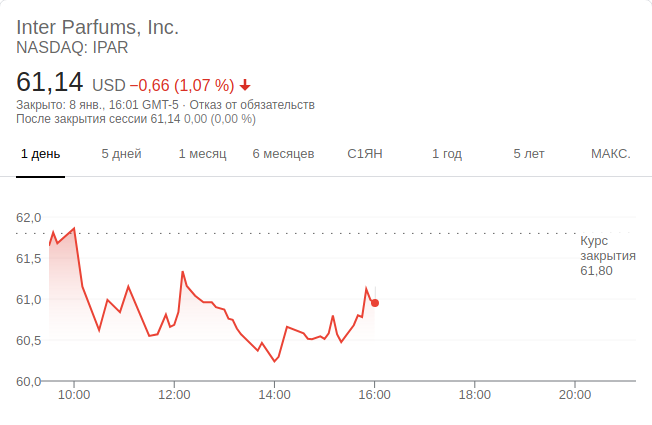 Inter Parfums, Inc.
NASDAQ: IPAR
61,14 USD −0,66 (1,07 %)
Закрыто: 8 янв., 16:01 GMT-5 · Отказ от обязательств
После закрытия сессии 61,14 0,00 (0,00 %)
1 день 5 дней 1 месяц 6 месяцев С1ЯН 1 год 5 лет МАКС.
62,0
Курс
закрытия
61,80
61,5
61,0
60,5
60,0
10:00 12:00 14:00 16:00 18:00 20:00